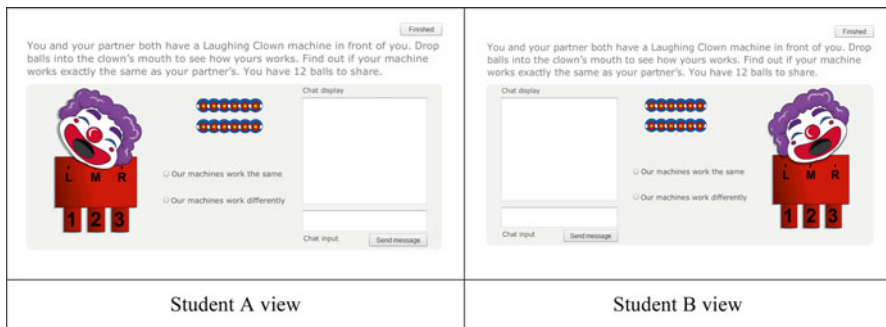 Finished
You and your partner both have a Laughing Clown machine in front of you. Drop
balls into the clown's mouth to see how yours works. Find out if your machine
works exactly the same as your partner's. You have 12 balls to share.
Chat display
L M R
Our machines work the same
Our machines work differently
1 2 3
Chat input
Send message
Student A view
Finished
You and your partner both have a Laughing Clown machine in front of you. Drop
balls into the clown's mouth to see how yours works. Find out if your machine
works exactly the same as your partner's. You have 12 balls to share.
Chat display
Our machines work the same
L M R
Our machines work differently
1 2 3
Chat input
Send message
Student B view